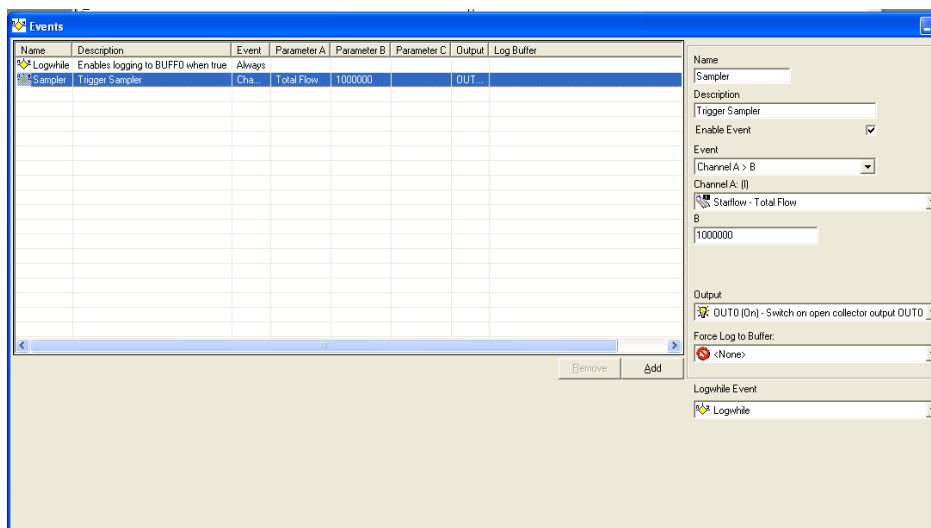 Events
Name Description Event Parameter A Parameter B Parameter C Output Log Buffer
Logwhile Enables logging to BUFF0 when true Always
Sampler Trigger Sampler Cha... Total Flow 1000000 OUT...
Remove Add
Name
Sampler
Description
Trigger Sampler
Enable Event
Event
Channel A > B
Channel A: (l)
Starflow - Total Flow
B
1000000
Output
OUT0 (On) - Switch on open collector output OUT0
Force Log to Buffer:
<None>
Logwhile Event
Logwhile